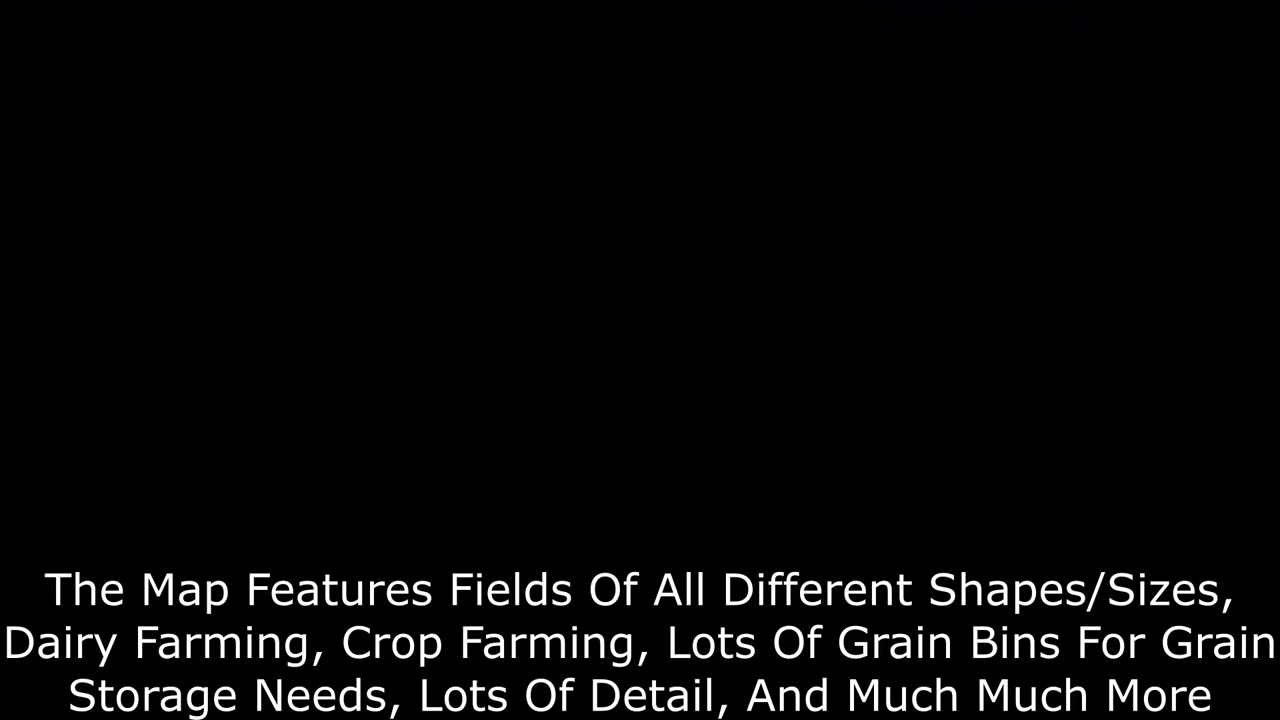 The Map Features Fields Of All Different Shapes/Sizes,
Dairy Farming, Crop Farming, Lots Of Grain Bins For Grain
Storage Needs, Lots Of Detail, And Much Much More